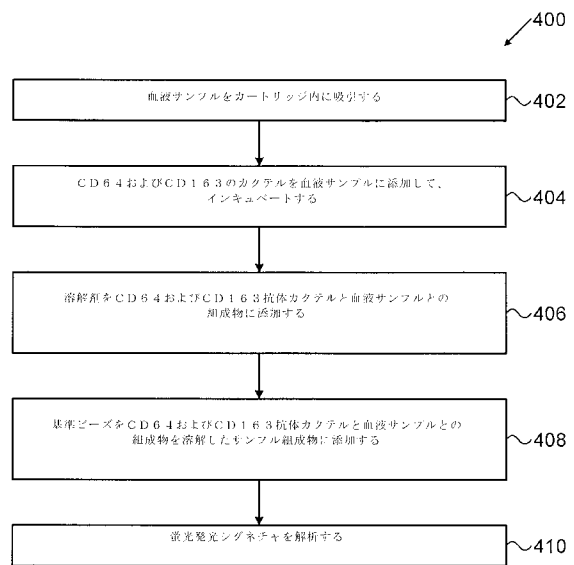 400
血液サンプルをカートリッジ内に吸引する
402
CD64およびCD163のカクテルを血液サンプルに添加して、
インキュベートする
404
溶解剤をCD64およびCD163抗体カクテルと血液サンプルとの
組成物に添加する
406
基準ビーズをCD64およびCD163抗体カクテルと血液サンプルとの
組成物を溶解したサンプル組成物に添加する
408
蛍光発光シグネチャを解析する
410